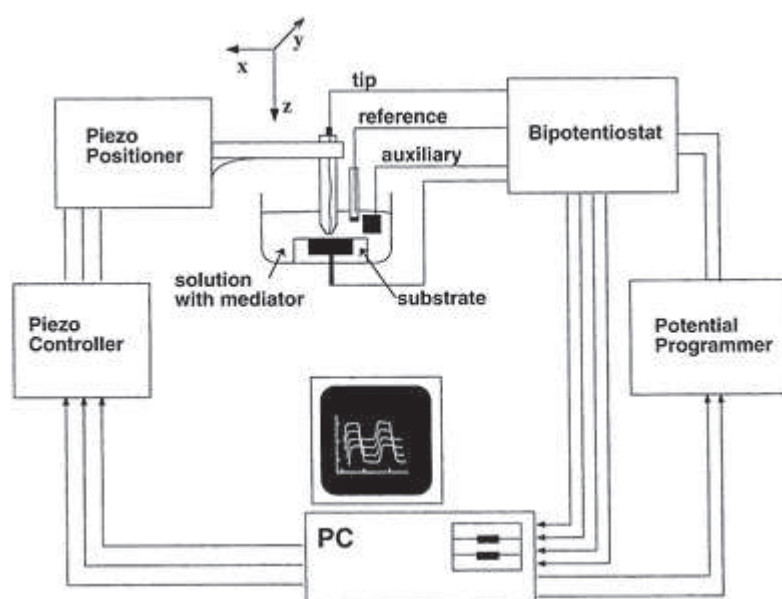 x
y
z
tip
reference
auxiliary
Piezo
Positioner
Bipotentiostat
solution
with mediator
substrate
Piezo
Controller
Potential
Programmer
PC